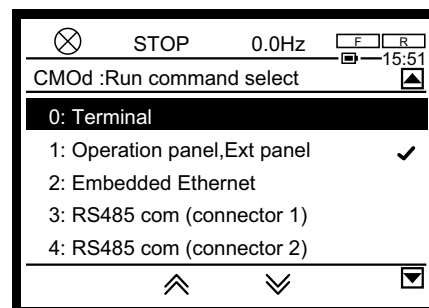 STOP 0.0Hz F R
15:51
CMOd :Run command select
0: Terminal
1: Operation panel,Ext panel
2: Embedded Ethernet
3: RS485 com (connector 1)
4: RS485 com (connector 2)